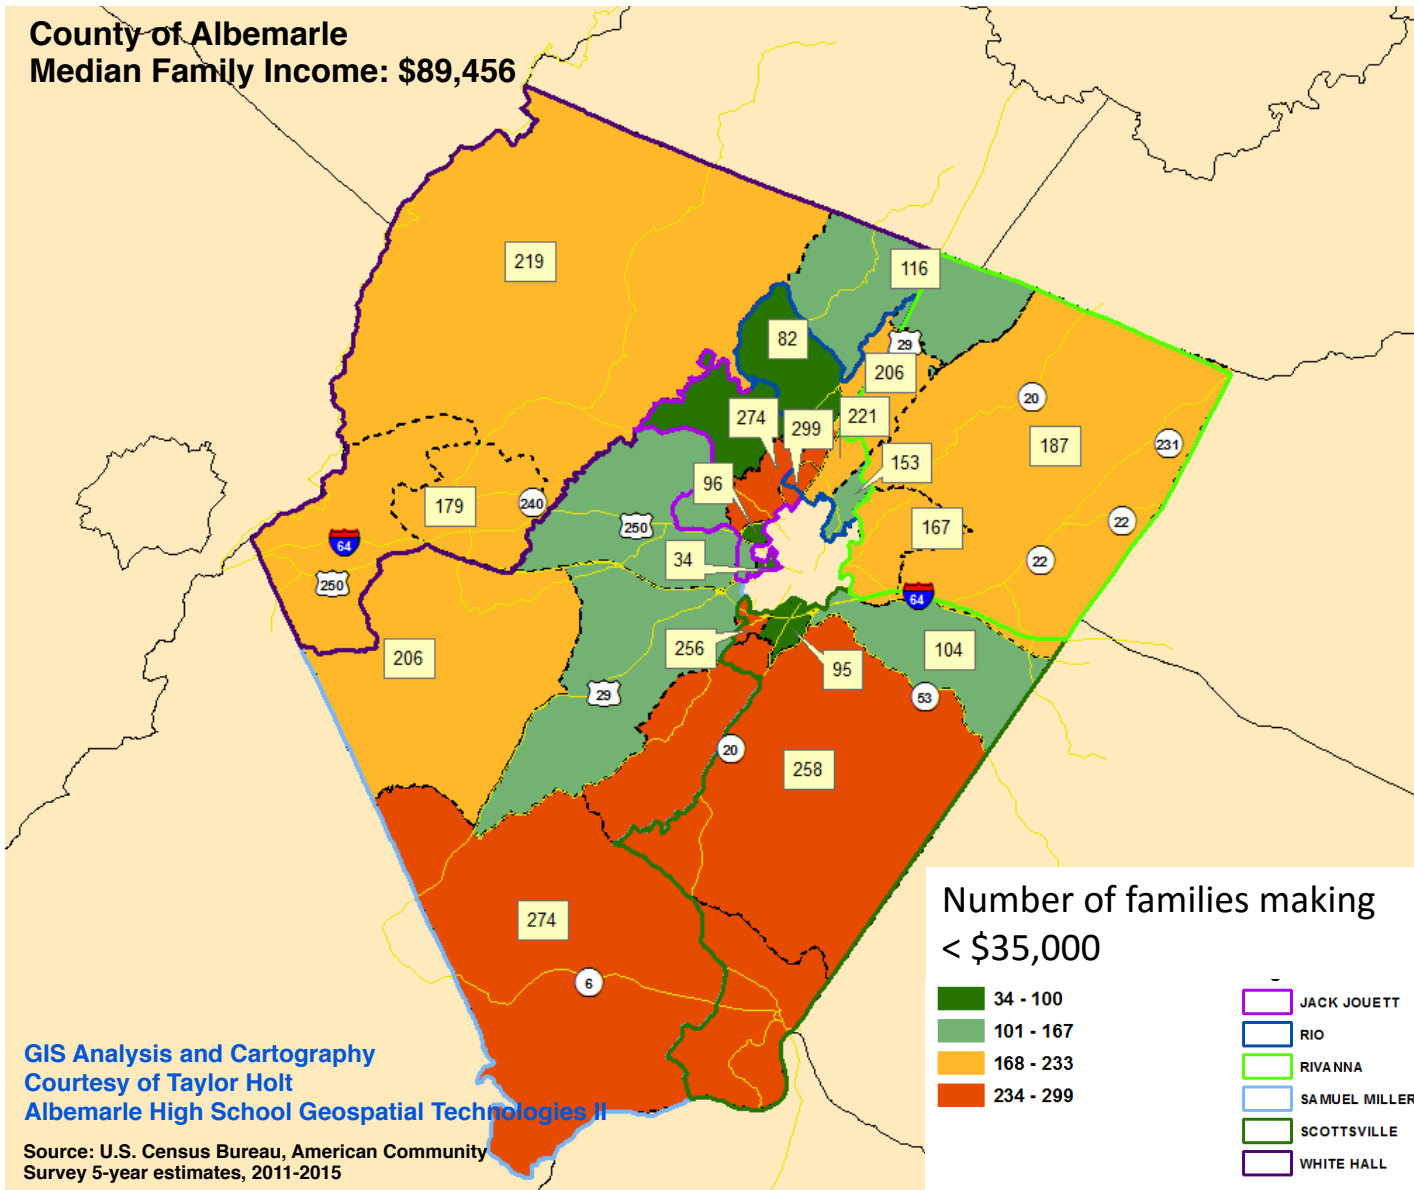 County of Albemarle
Median Family Income: $89,456
219
116
82
29
206
20
274
299
221
187
231
153
96
179
240
250
167
22
64
34
22
250
64
206
256
95
104
29
53
20
258
274
6
Number of families making
< $35,000
34 - 100
101 - 167
168 - 233
234 - 299
JACK JOUETT
RIO
RIVANNA
SAMUEL MILLER
SCOTTSVILLE
WHITE HALL
GIS Analysis and Cartography
Courtesy of Taylor Holt
Albemarle High School Geospatial Technologies II
Source: U.S. Census Bureau, American Community
Survey 5-year estimates, 2011-2015